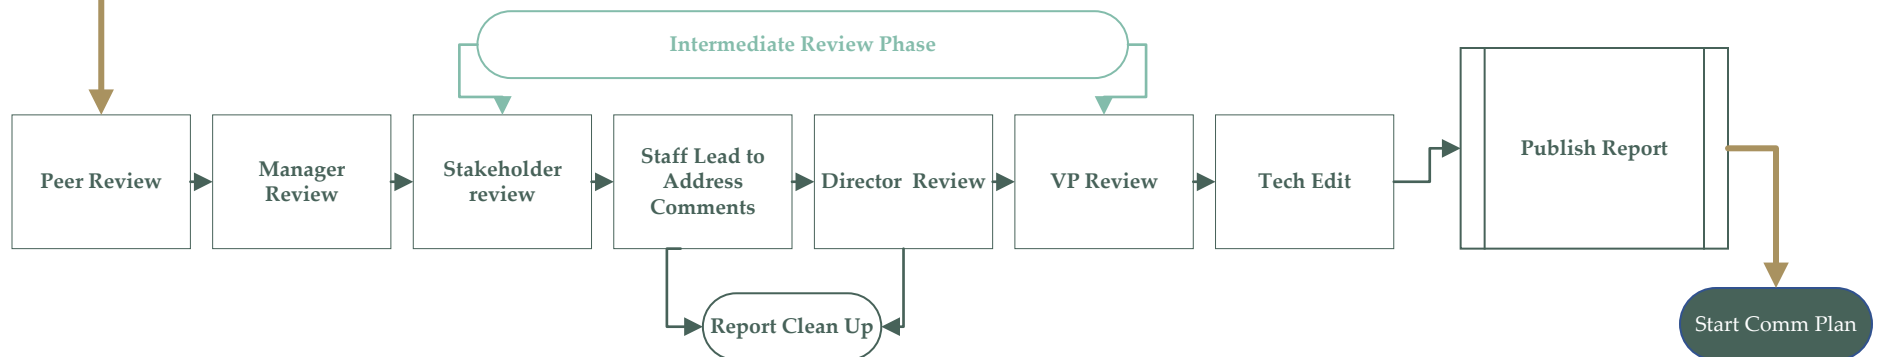 Intermediate Review Phase
Peer Review
Manager
Review
Stakeholder
review
Staff Lead to
Address
Comments
Director  Review
VP Review
Tech Edit
Publish Report
Report Clean Up
Start Comm Plan